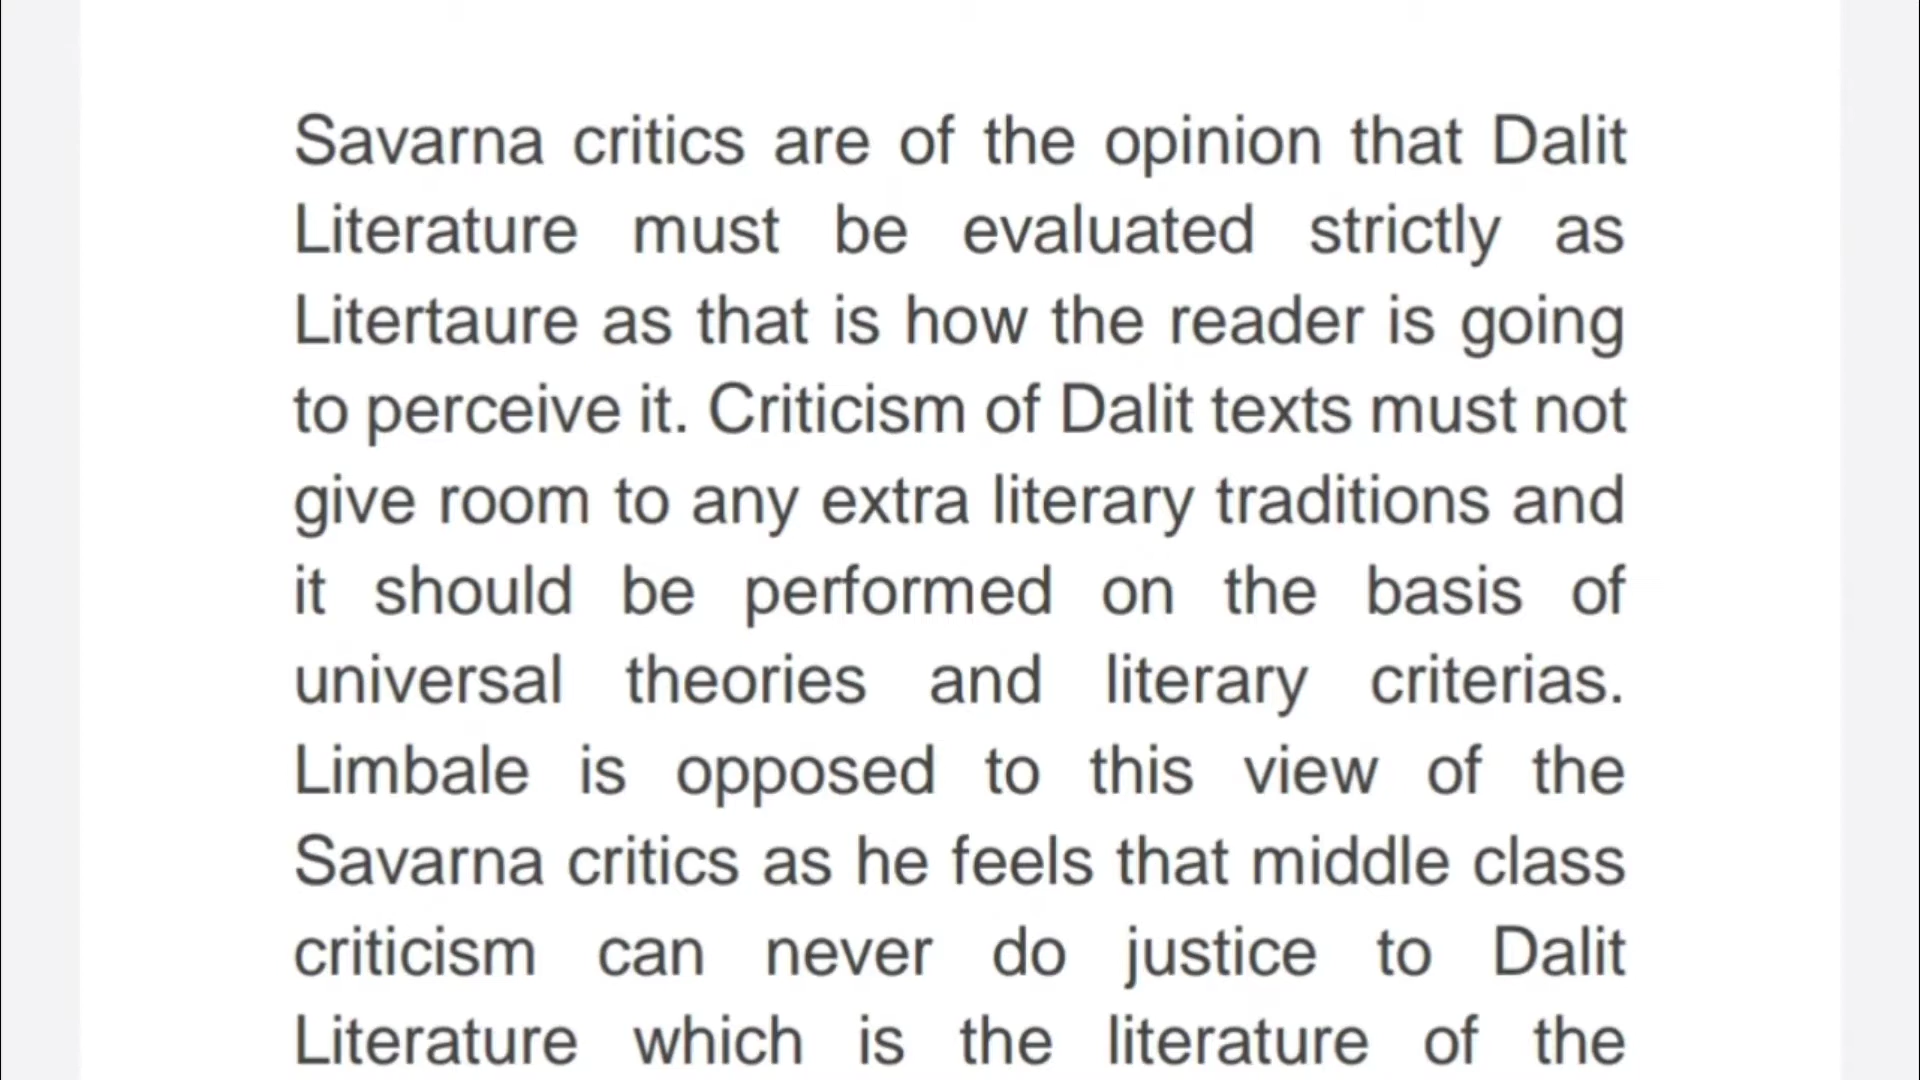 Savarna critics are of the opinion that Dalit
Literature must be evaluated strictly as
Litertaure as that is how the reader is going
to perceive it. Criticism of Dalit texts must not
give room to any extra literary traditions and
it should be performed on the basis of
universal theories and literary criterias.
Limbale is opposed to this view of the
Savarna critics as he feels that middle class
criticism can never do justice to Dalit
Literature which is the literature of the